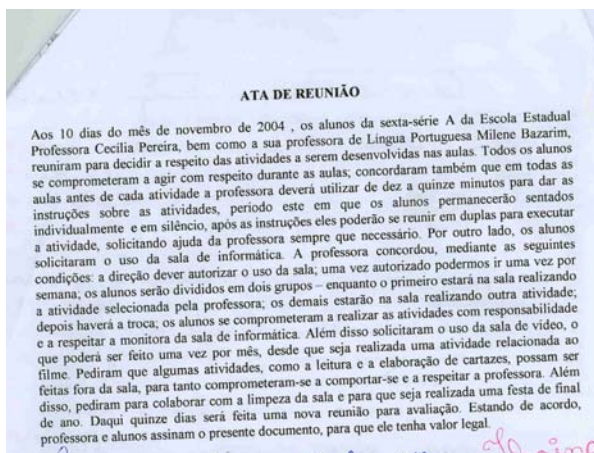 ATA DE REUNIÃO
Aos 10 dias do mês de novembro de 2004 , os alunos da sexta-série A da Escola Estadual
Professora Cecília Pereira, bem como a sua professora de Língua Portuguesa Milene Bazarim,
reuniram para decidir a respeito das atividades a serem desenvolvidas nas aulas. Todos os alunos
se comprometeram a agir com respeito durante as aulas; concordaram também que em todas as
aulas antes de cada atividade a professora deverá utilizar de dez a quinze minutos para dar as
instruções sobre as atividades, período este em que os alunos permanecerão sentados
individualmente e em silêncio, após as instruções eles poderão se reunir em duplas para executar
a atividade, solicitando ajuda da professora sempre que necessário. Por outro lado, os alunos
solicitaram o uso da sala de informática. A professora concordou, mediante as seguintes
condições: a direção dever autorizar o uso da sala; uma vez autorizado podermos ir uma vez por
semana; os alunos serão divididos em dois grupos – enquanto o primeiro estará na sala realizando
a atividade selecionada pela professora; os demais estarão na sala realizando outra atividade;
depois haverá a troca; os alunos se comprometeram a realizar as atividades com responsabilidade
e a respeitar a monitora da sala de informática. Além disso solicitaram o uso da sala de vídeo, o
que poderá ser feito uma vez por mês, desde que seja realizada uma atividade relacionada ao
filme. Pediram que algumas atividades, como a leitura e a elaboração de cartazes, possam ser
feitas fora da sala, para tanto comprometeram-se a comportar-se e a respeitar a professora. Além
disso, pediram para colaborar com a limpeza da sala e para que seja realizada uma festa de final
de ano. Daqui quinze dias será feita uma nova reunião para avaliação. Estando de acordo,
professora e alunos assinam o presente documento, para que ele tenha valor legal.